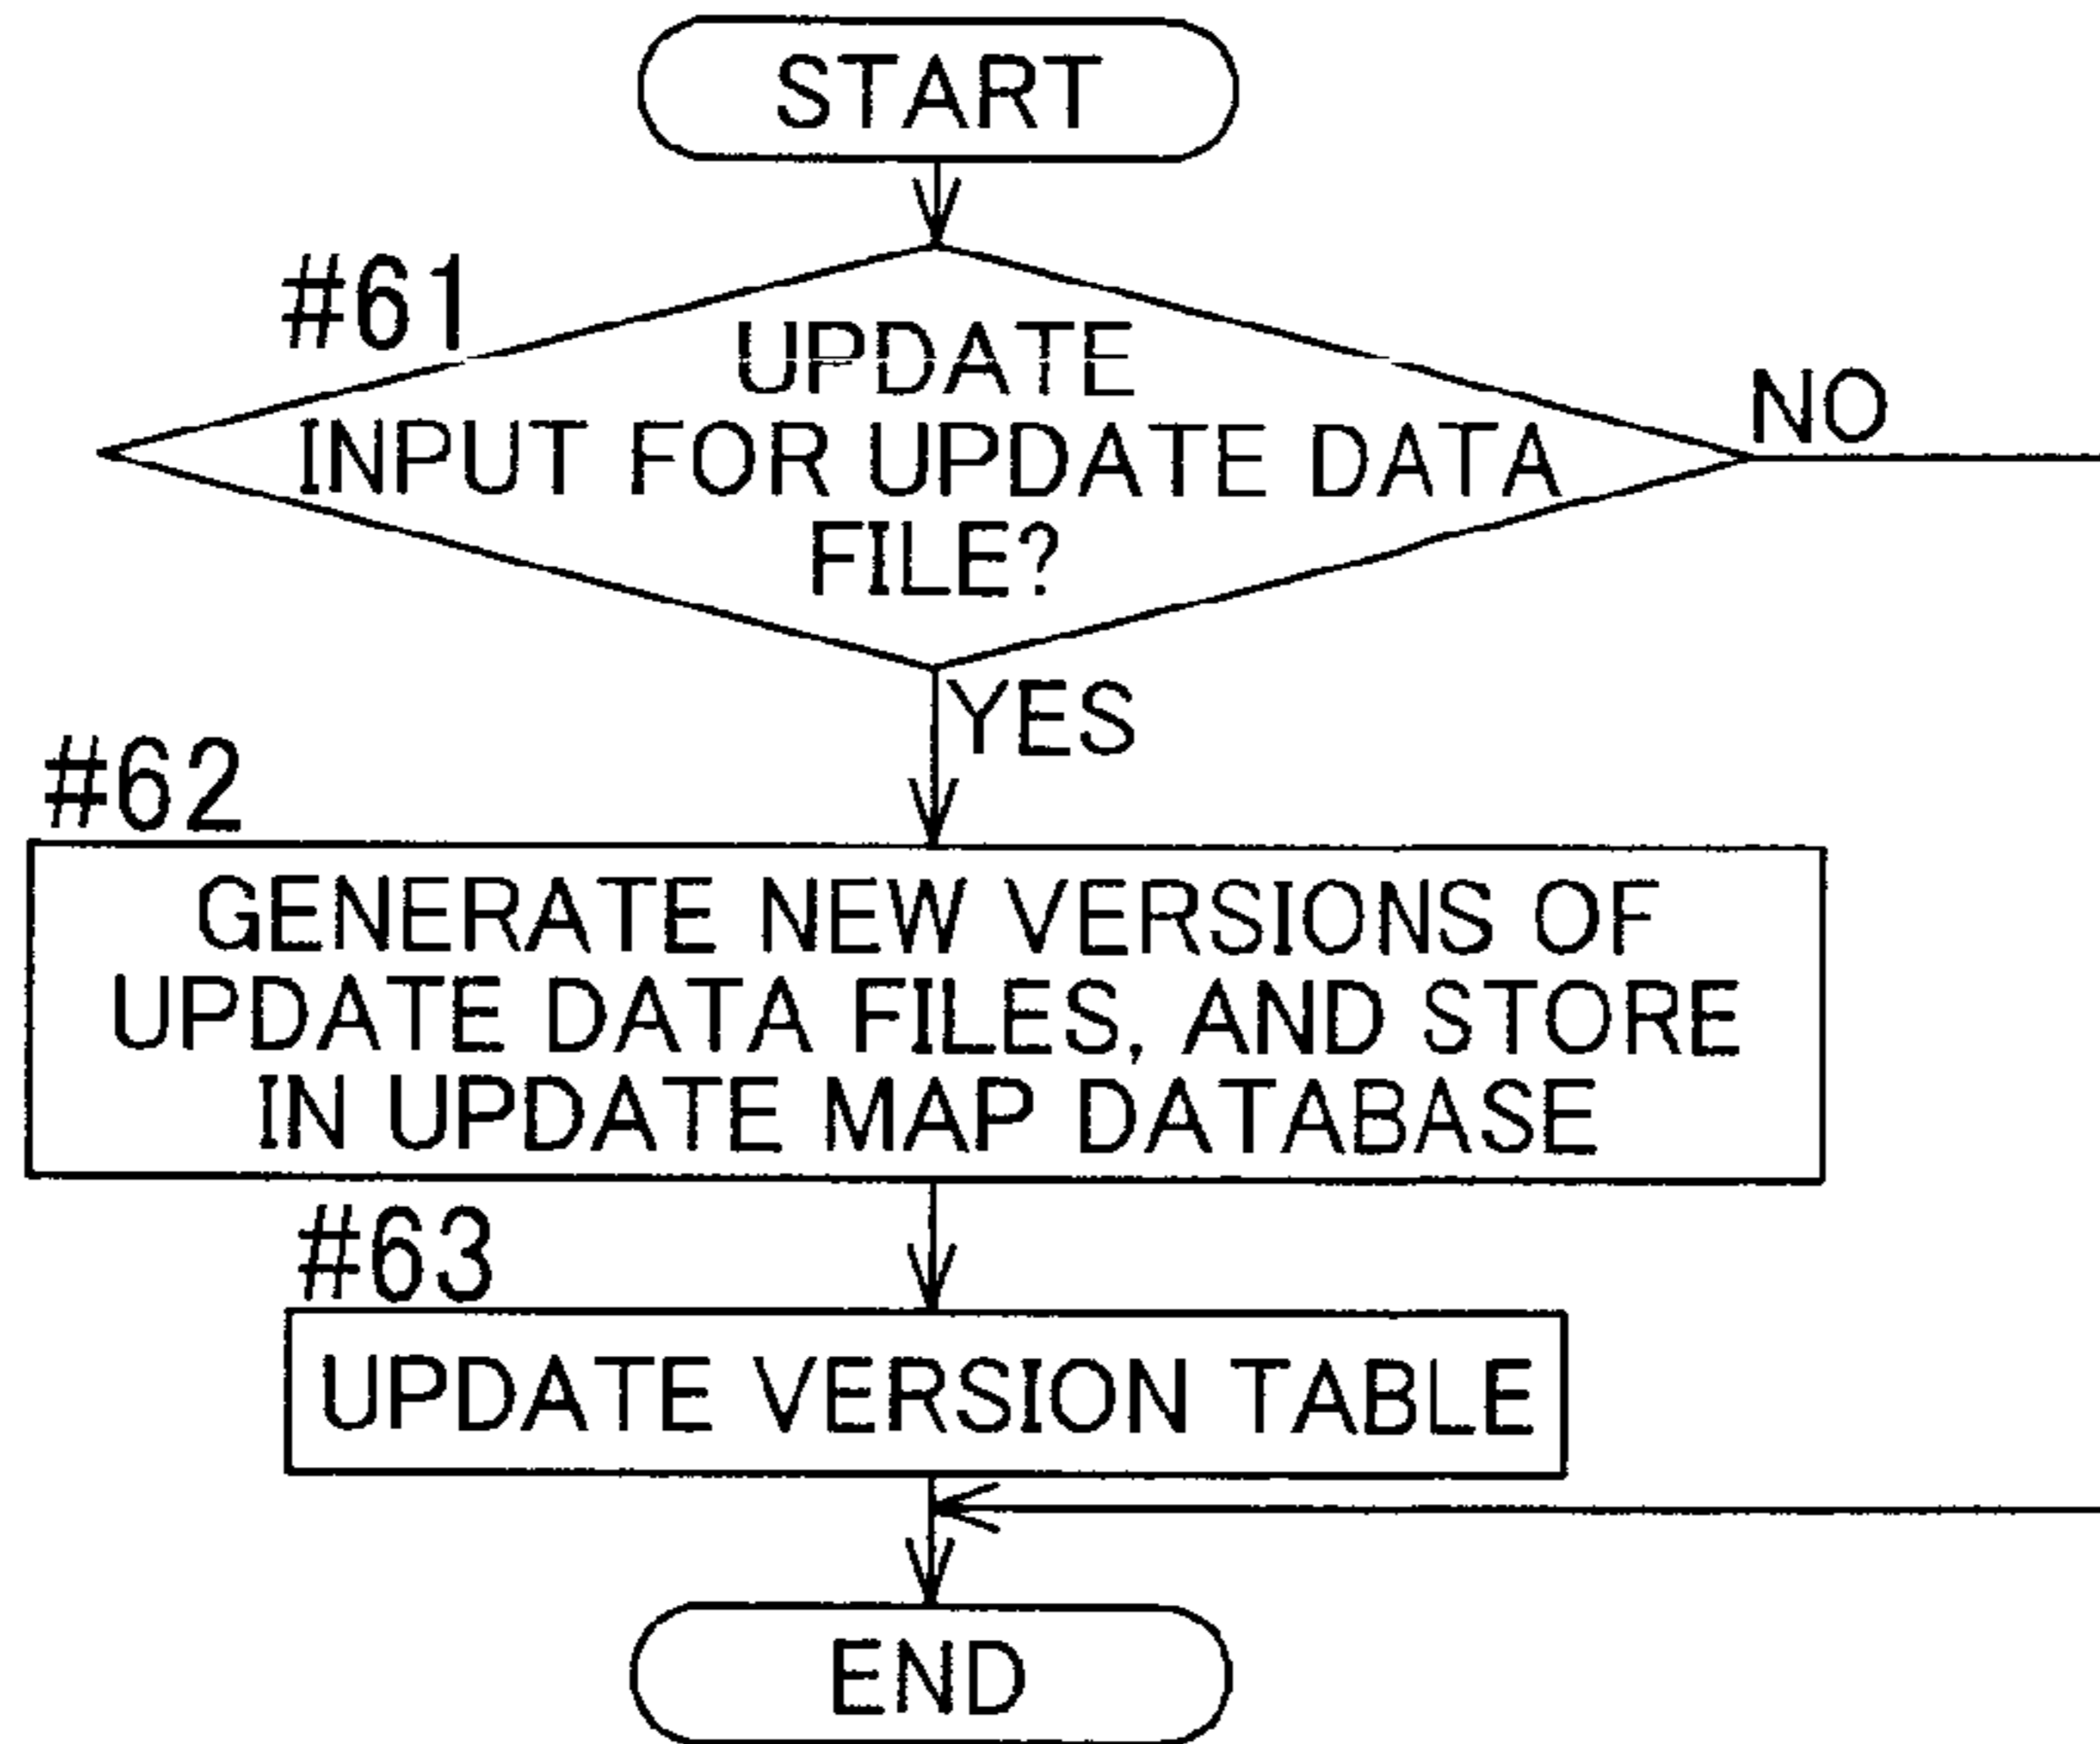 START
#61
UPDATE
INPUT FOR UPDATE DATA
FILE?
NO
YES
#62
GENERATE NEW VERSIONS OF
UPDATE DATA FILES, AND STORE
IN UPDATE MAP DATABASE
#63
UPDATE VERSION TABLE
END